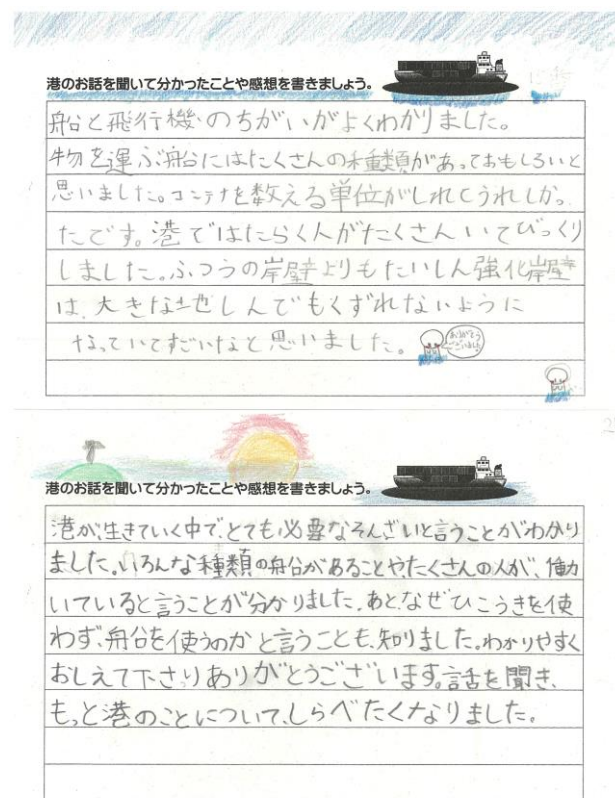 港のお話を聞いて分かったことや感想を書きましょう。
船と飛行機のちがいがよくわかりました。
物を運ぶ船にはたくさんの種類があっておもしろいと
思いました。コンテナを数える単位がしれてうれしかっ
たです。港ではたらく人がたくさんいてびっくり
しました。ふつうの岸壁よりもたいしん強化岸壁
は、大きな地しんでもくずれないように
なっていてすごいなと思いました。
ありがとう
ございました
港のお話を聞いて分かったことや感想を書きましょう。
港が、生きていく中で、とても必要なそんざいと言うことがわかり
ました。いろんな種類の船があることやたくさんの人が、働
いていると言うことが分かりました。あと、なぜひこうきを使
わず、船を使うのかと言うことも、知りました。わかりやすく
おしえて下さりありがとうございます。話を聞き、
もっと港のことについて、しらべたくなりました。